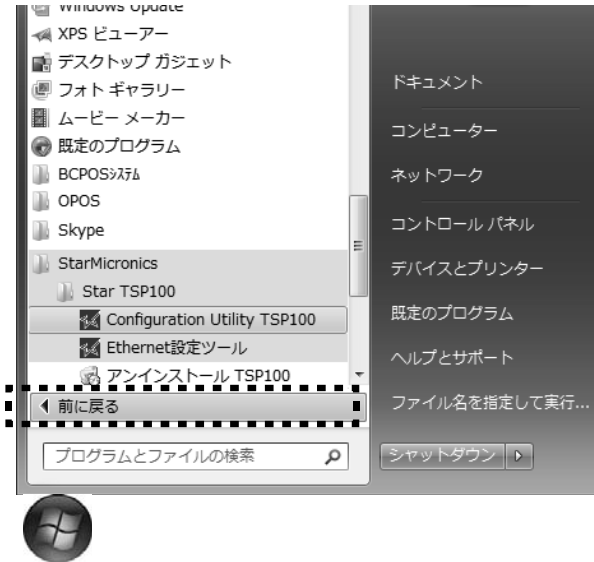 Windows Update
XPS ビューアー
デスクトップ ガジェット
フォト ギャラリー
ムービー メーカー
既定のプログラム
BCPOSｼｽﾃﾑ
OPOS
Skype
StarMicronics
Star TSP100
Configuration Utility TSP100
Ethernet設定ツール
アンインストール TSP100
前に戻る
プログラムとファイルの検索
ドキュメント
コンピューター
ネットワーク
コントロール パネル
デバイスとプリンター
既定のプログラム
ヘルプとサポート
ファイル名を指定して実行...
シャットダウン